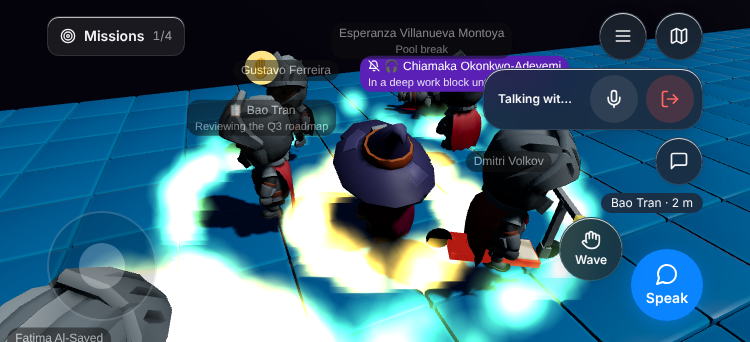 Missions 1/4
Esperanza Villanueva Montoya
Pool break
Gustavo Ferreira
Chiamaka Okonkwo-Adeyemi
In a deep work block un
Talking wit...
Bao Tran
Reviewing the Q3 roadmap
Dmitri Volkov
Bao Tran · 2 m
Wave
Speak
Fatima Al-Sayed